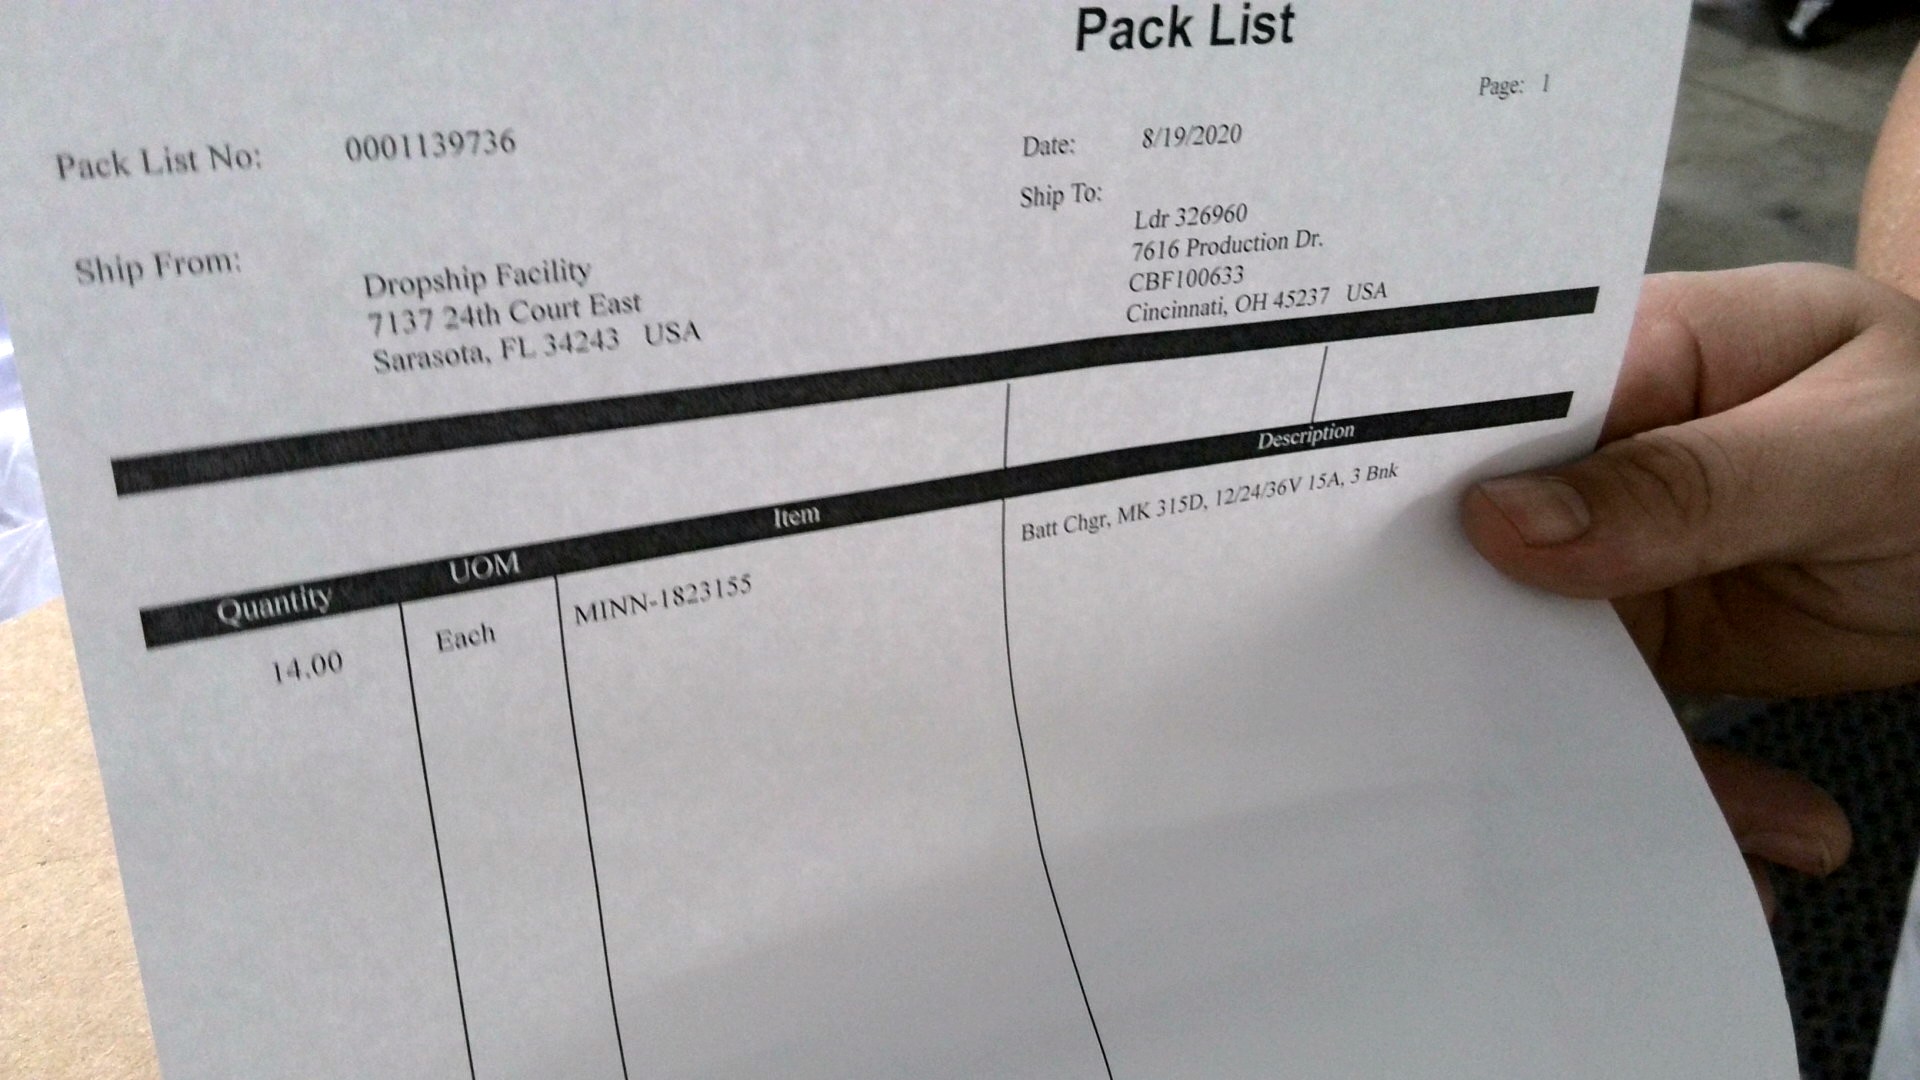 Pack List
Page: 1
Pack List No: 0001139736
Date: 8/19/2020
Ship To:
Ldr 326960
7616 Production Dr.
CBF100633
Cincinnati, OH 45237 USA
Ship From:
Dropship Facility
7137 24th Court East
Sarasota, FL 34243 USA
Quantity UOM Item Description
14.00 Each MINN-1823155 Batt Chgr, MK 315D, 12/24/36V 15A, 3 Bnk